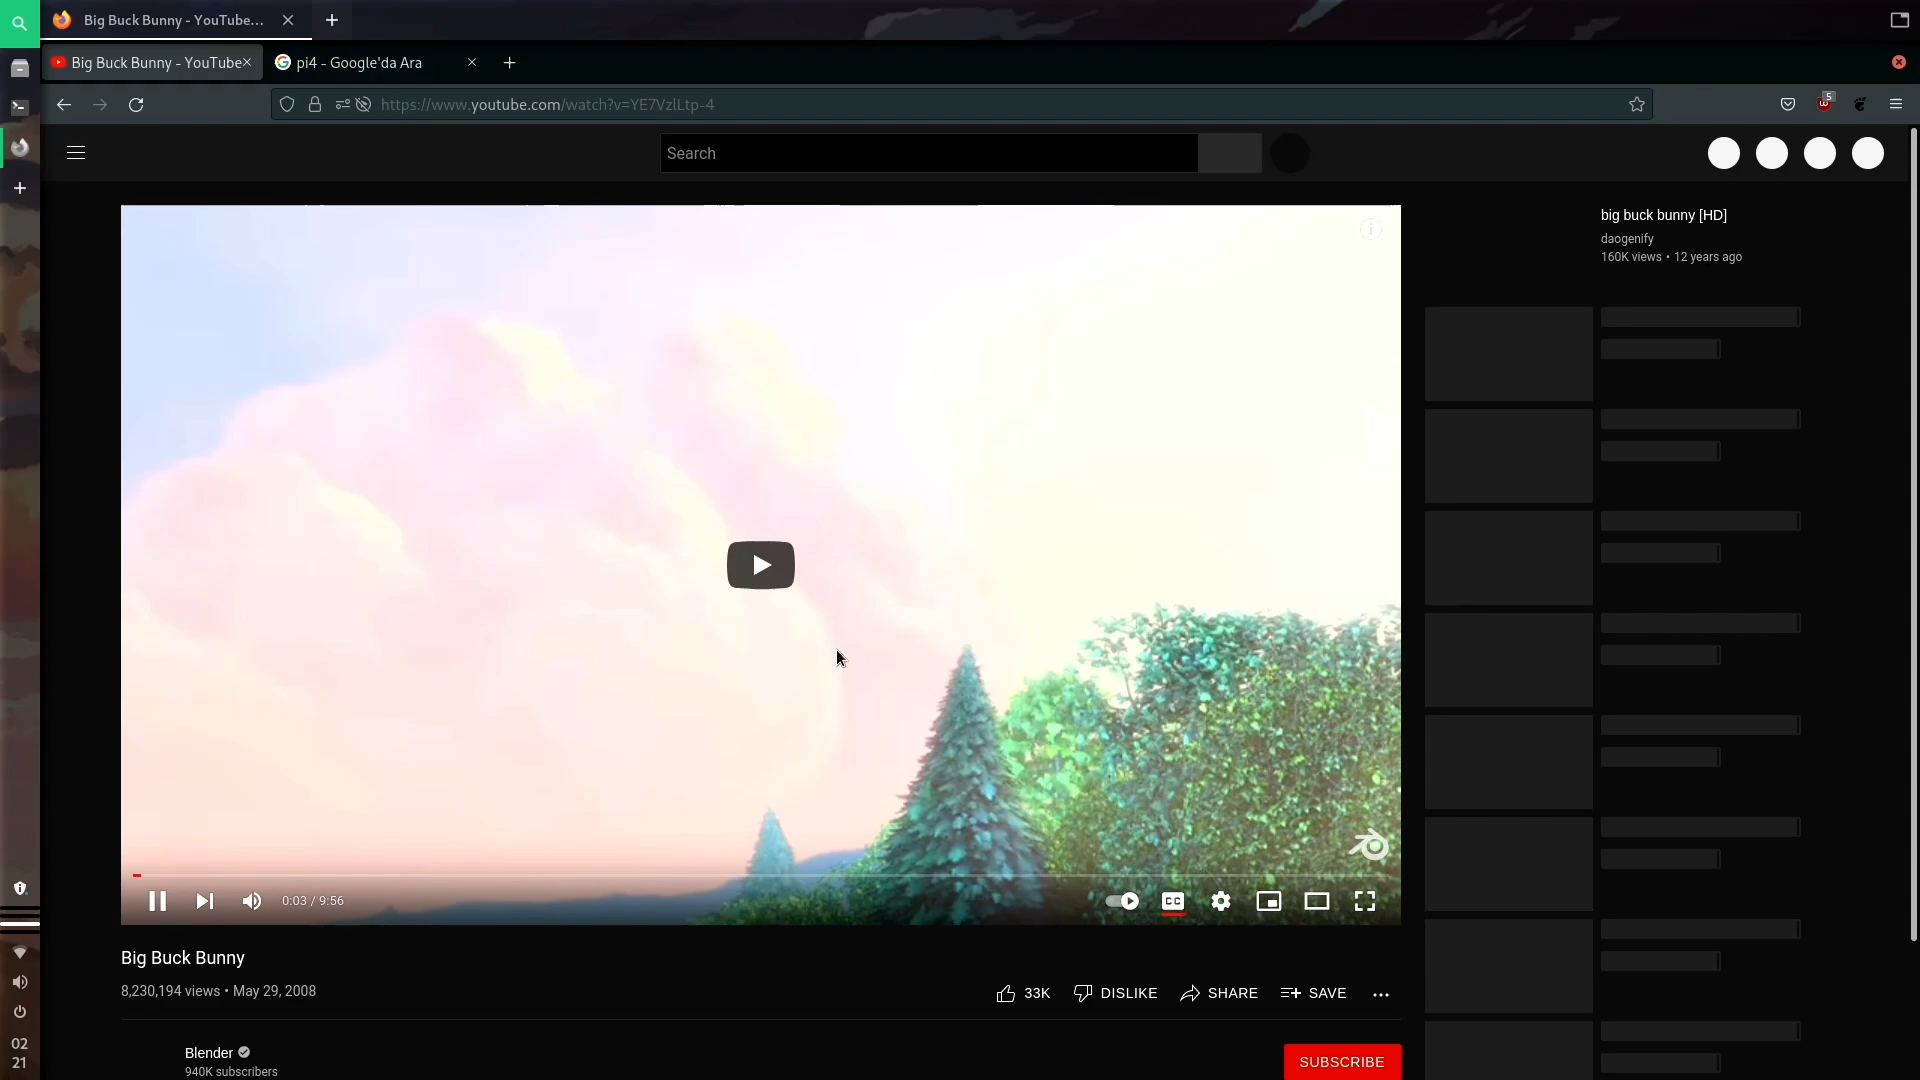 Big Buck Bunny - YouTube...
Big Buck Bunny - YouTube
pi4 - Google'da Ara
https://www.youtube.com/watch?v=YE7VzlLtp-4
5
Search
big buck bunny [HD]
daogenify
160K views • 12 years ago
CC
0:03 / 9:56
Big Buck Bunny
8,230,194 views • May 29, 2008
33K
DISLIKE
SHARE
SAVE
Blender
940K subscribers
SUBSCRIBE
02
21